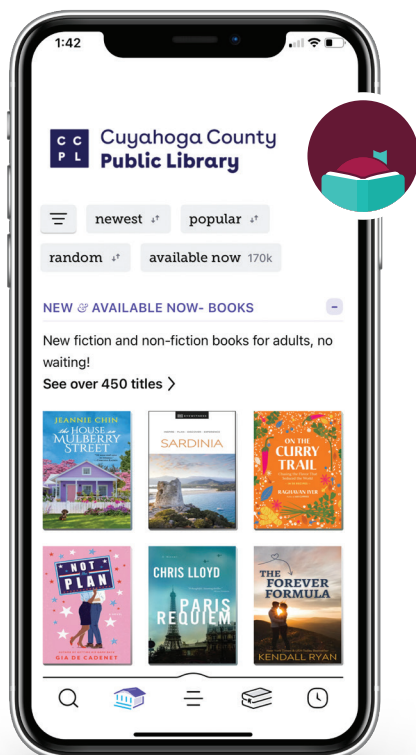 1:42
CC
PL
Cuyahoga County
Public Library
newest
popular
random
available now 170k
NEW & AVAILABLE NOW- BOOKS
New fiction and non-fiction books for adults, no
waiting!
See over 450 titles
JEANNIE CHIN
the HOUSE on
MULBERRY
STREET
SARDINIA
ON THE
CURRY
TRAIL
RAGHAVAN IYER
NOT
PLAN
GIA DE CADENET
CHRIS LLOYD
PARIS
REQUIEM
THE
FOREVER
FORMULA
KENDALL RYAN